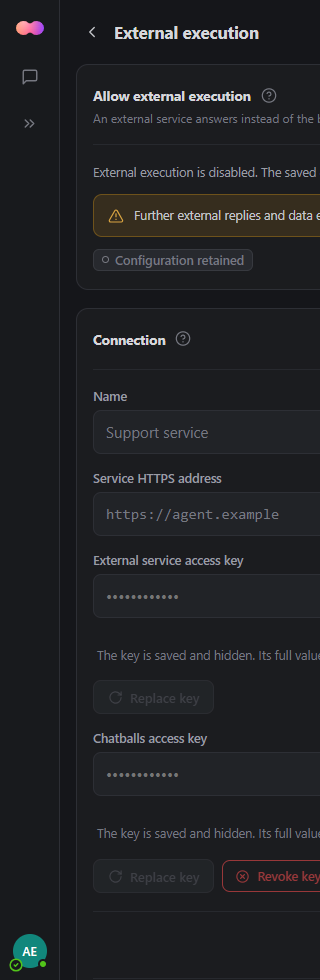 External execution
Allow external execution
An external service answers instead of the
External execution is disabled. The saved
Further external replies and data e
Configuration retained
Connection
Name
Support service
Service HTTPS address
https://agent.example
External service access key
••••••••••••
The key is saved and hidden. Its full value
Replace key
Chatballs access key
••••••••••••
The key is saved and hidden. Its full value
Replace key
Revoke key
AE